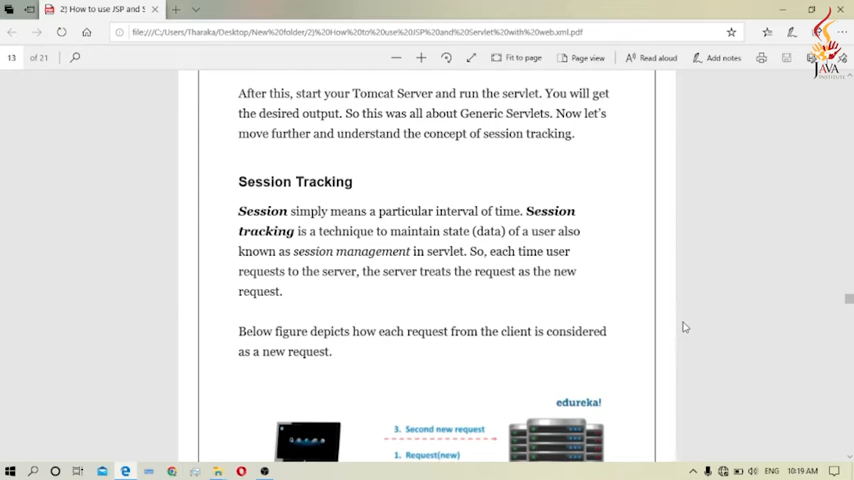 2) How to use JSP and S
file:///C:/Users/Tharaka/Desktop/New%20folder/2)%20How%20to%20use%20JSP%20and%20Servlet%20with%20web.xml.pdf
13 of 21
Fit to page
Page view
Read aloud
Add notes
JAVA
INSTITUTE
After this, start your Tomcat Server and run the servlet. You will get
the desired output. So this was all about Generic Servlets. Now let's
move further and understand the concept of session tracking.
Session Tracking
Session simply means a particular interval of time. Session
tracking is a technique to maintain state (data) of a user also
known as session management in servlet. So, each time user
requests to the server, the server treats the request as the new
request.
Below figure depicts how each request from the client is considered
as a new request.
edureka!
3. Second new request
1. Request(new)
ENG
10:19 AM